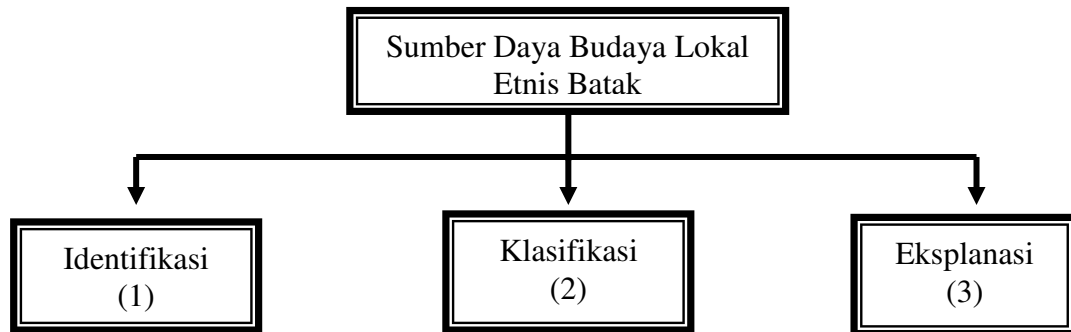 Sumber Daya Budaya Lokal
Etnis Batak
Identifikasi
(1)
Klasifikasi
(2)
Eksplanasi
(3)